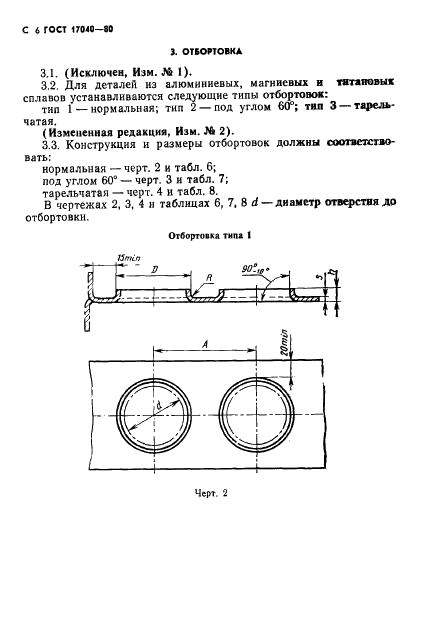 С 6 ГОСТ 17040—80
3. ОТБОРТОВКА
3.1. (Исключен, Изм. № 1).
3.2. Для деталей из алюминиевых, магниевых и титановых
сплавов устанавливаются следующие типы отбортовок:
тип 1 — нормальная; тип 2 — под углом 60°; тип 3 — тарель-
чатая.
(Измененная редакция, Изм. № 2).
3.3. Конструкция и размеры отбортовок должны соответство-
вать:
нормальная — черт. 2 и табл. 6;
под углом 60° — черт. 3 и табл. 7;
тарельчатая — черт. 4 и табл. 8.
В чертежах 2, 3, 4 и таблицах 6, 7, 8 d — диаметр отверстия до
отбортовки.
Отбортовка типа 1
15min
D
R
90°-10°
s
h
A
20min
d
Черт. 2